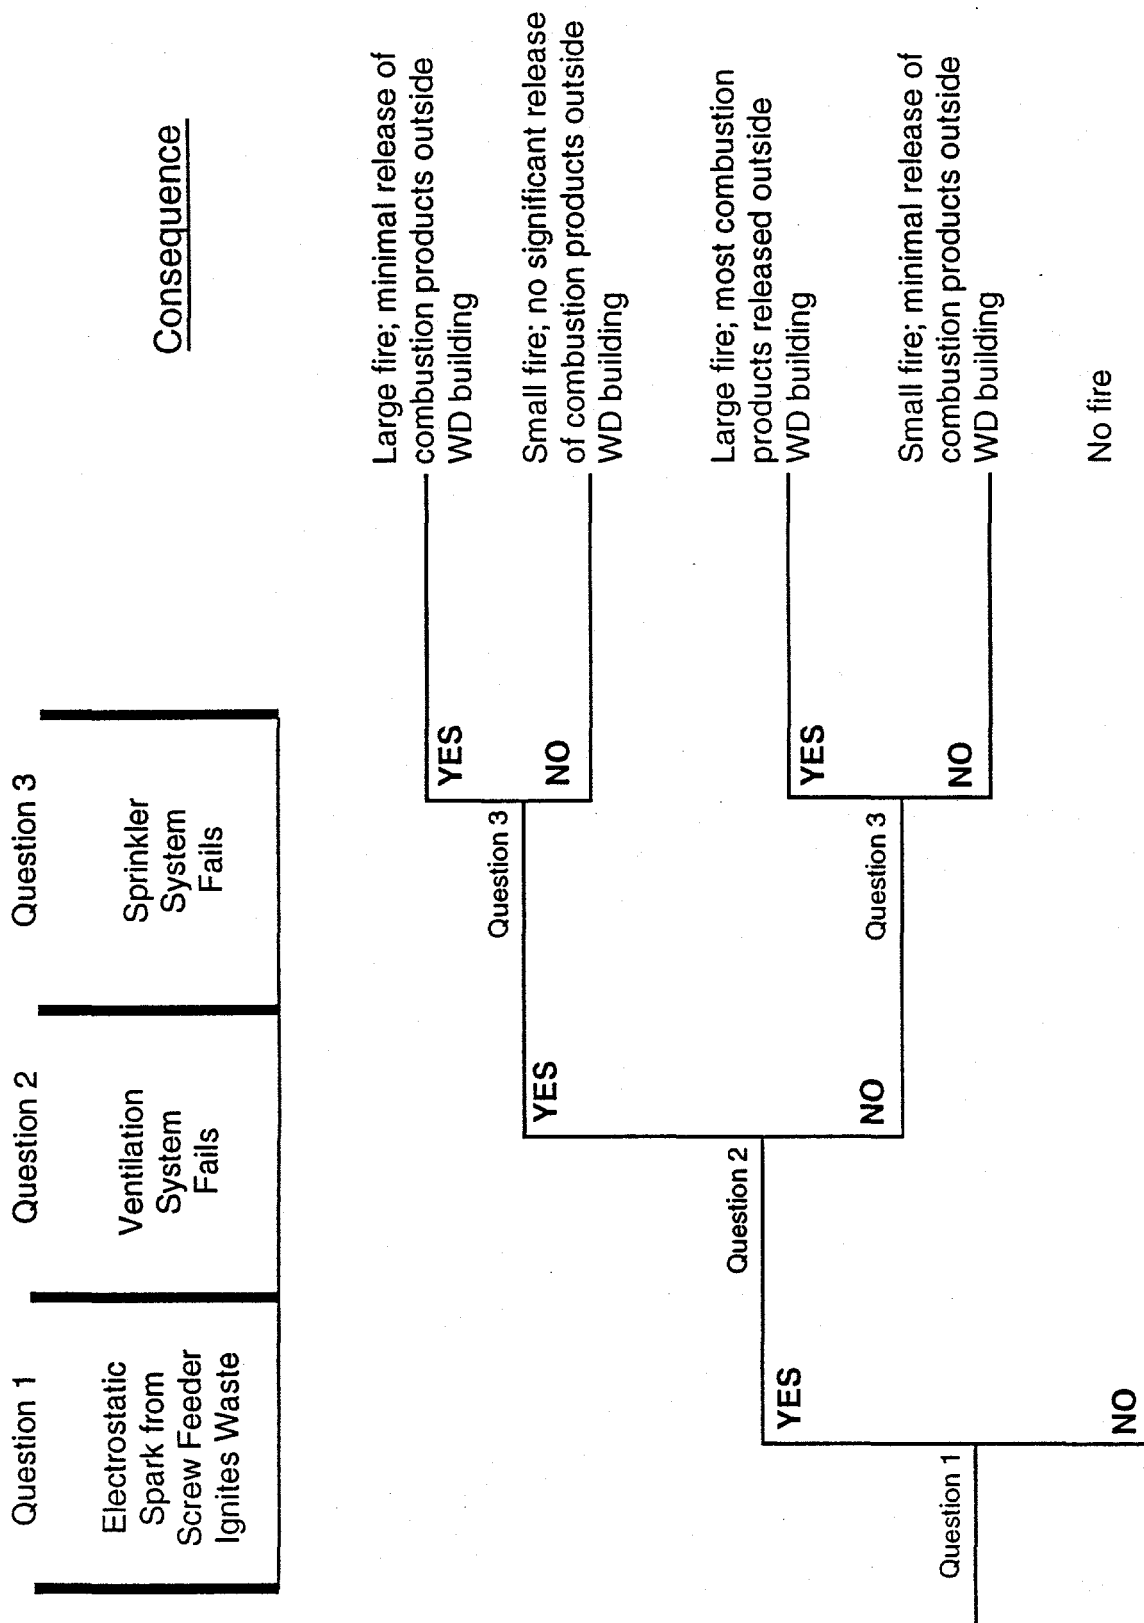 Question 1
Question 2
Question 3
Electrostatic
Spark from
Screw Feeder
Ignites Waste
Ventilation
System
Fails
Sprinkler
System
Fails
Consequence
Large fire; minimal release of
combustion products outside
WD building
YES
Question 3
NO
Small fire; no significant release
of combustion products outside
WD building
YES
Question 2
NO
Large fire; most combustion
products released outside
WD building
YES
Question 3
NO
Small fire; minimal release of
combustion products outside
WD building
YES
Question 1
NO
No fire